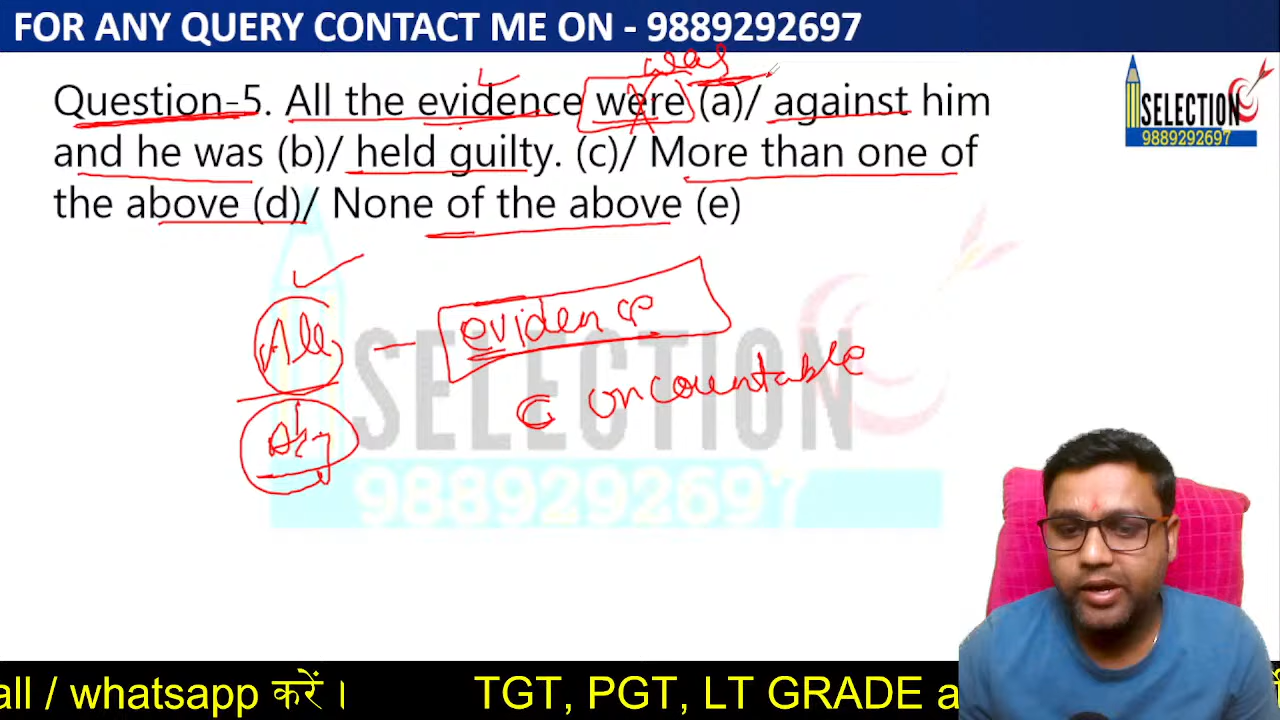 FOR ANY QUERY CONTACT ME ON - 9889292697
was
Question-5. All the evidence were (a)/ against him
and he was (b)/ held guilty. (c)/ More than one of
the above (d)/ None of the above (e)
SELECTION
9889292697
All - evidence
uncountable
SELECTION
9889292697
all / whatsapp करें। TGT, PGT, LT GRADE a